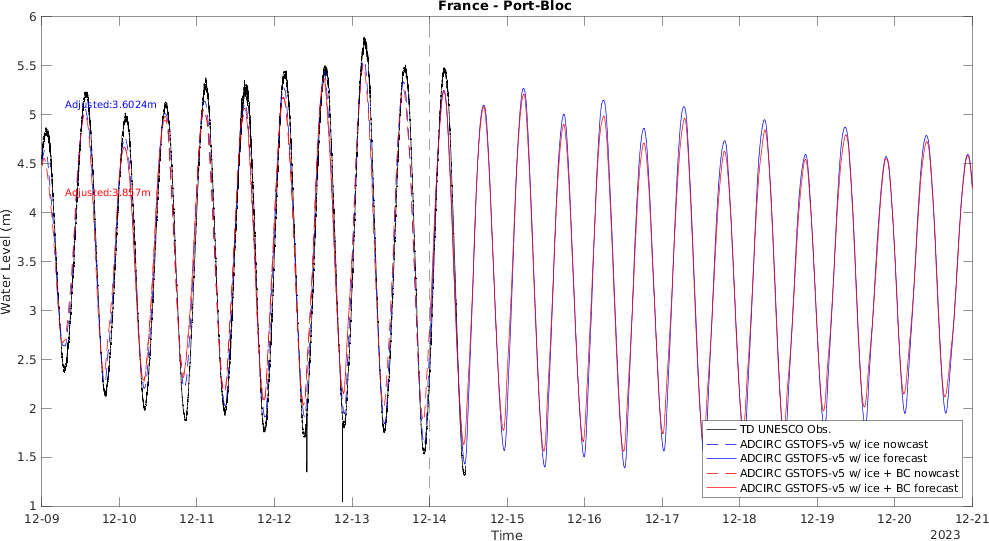 France - Port-Bloc
6
5.5
5
4.5
4
3.5
3
2.5
2
1.5
1
Water Level (m)
Adjusted:3.6024m
Adjusted:3.857m
TD UNESCO Obs.
ADCIRC GSTOFS-v5 w/ ice nowcast
ADCIRC GSTOFS-v5 w/ ice forecast
ADCIRC GSTOFS-v5 w/ ice + BC nowcast
ADCIRC GSTOFS-v5 w/ ice + BC forecast
12-09 12-10 12-11 12-12 12-13 12-14 12-15 12-16 12-17 12-18 12-19 12-20 12-21
Time
2023